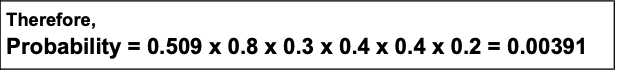 Therefore,
Probability = 0.509 x 0.8 x 0.3 x 0.4 x 0.4 x 0.2 = 0.00391